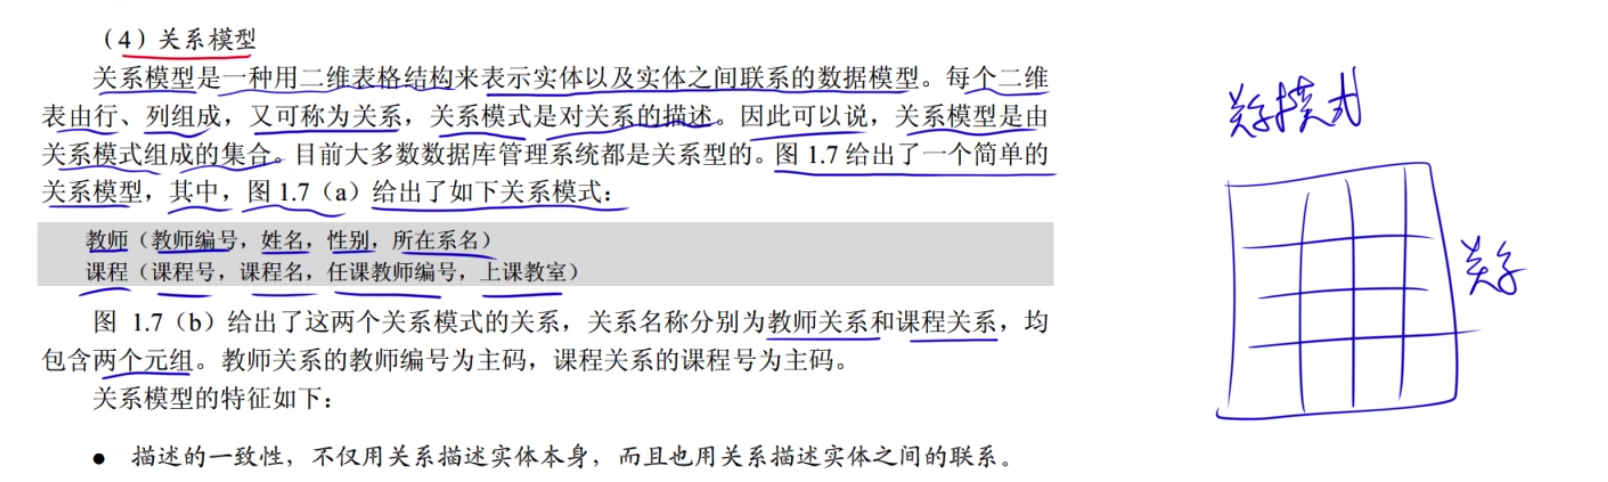 （4）关系模型
关系模型是一种用二维表格结构来表示实体以及实体之间联系的数据模型。每个二维
表由行、列组成，又可称为关系，关系模式是对关系的描述。因此可以说，关系模型是由
关系模式组成的集合。目前大多数数据库管理系统都是关系型的。图 1.7 给出了一个简单的
关系模型，其中，图 1.7（a）给出了如下关系模式：
教师（教师编号，姓名，性别，所在系名）
课程（课程号，课程名，任课教师编号，上课教室）
图 1.7（b）给出了这两个关系模式的关系，关系名称分别为教师关系和课程关系，均
包含两个元组。教师关系的教师编号为主码，课程关系的课程号为主码。
关系模型的特征如下：
● 描述的一致性，不仅用关系描述实体本身，而且也用关系描述实体之间的联系。
关系模式
关系